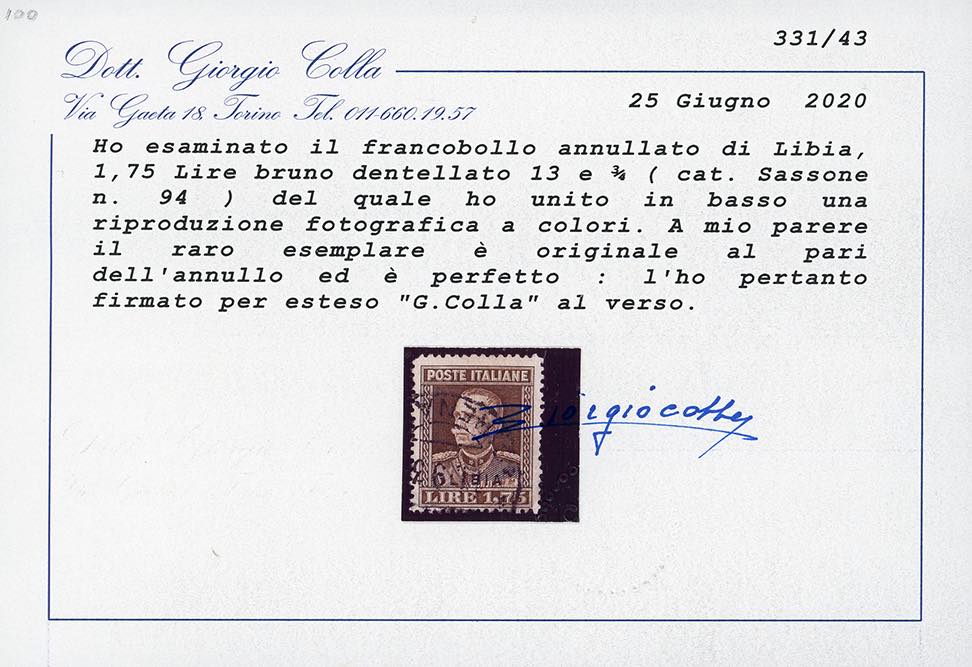 100
331/43
Dott. Giorgio Colla
Via Gaeta 18, Torino Tel. 011-660.19.57
25 Giugno 2020
Ho esaminato il francobollo annullato di Libia,
1,75 Lire bruno dentellato 13 e ¾ ( cat. Sassone
n. 94 ) del quale ho unito in basso una
riproduzione fotografica a colori. A mio parere
il raro esemplare è originale al pari
dell'annullo ed è perfetto : l'ho pertanto
firmato per esteso "G.Colla" al verso.
POSTE ITALIANE
giorgio colla
LIBIA
LIRE 1,75